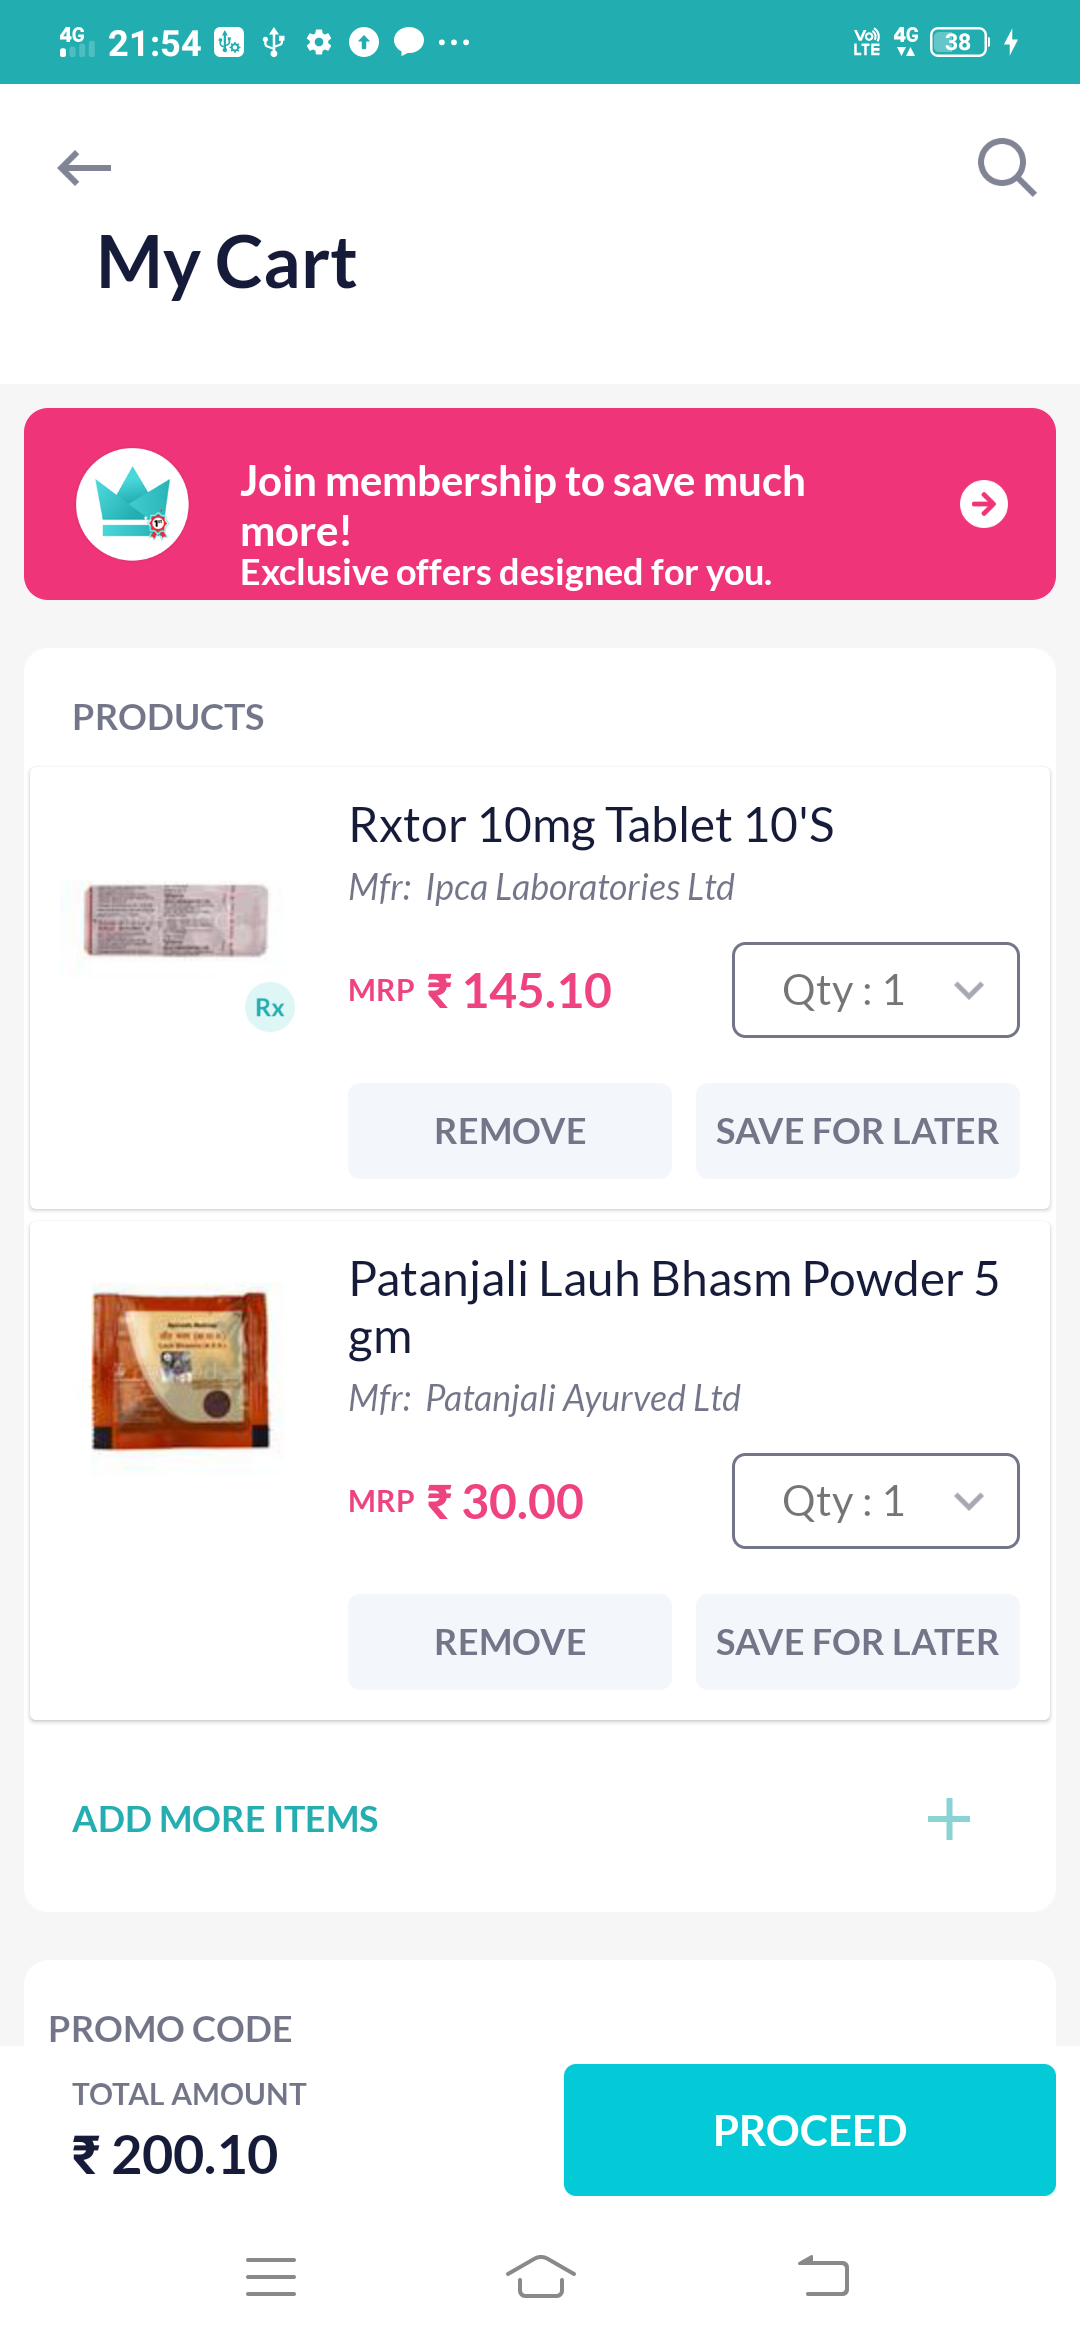 4G 21:54 VoLTE 4G 38
My Cart
Join membership to save much
more!
Exclusive offers designed for you.
PRODUCTS
Rxtor 10mg Tablet 10'S
Mfr: Ipca Laboratories Ltd
MRP ₹ 145.10 Qty : 1
Rx
REMOVE SAVE FOR LATER
Patanjali Lauh Bhasm Powder 5
gm
Mfr: Patanjali Ayurved Ltd
MRP ₹ 30.00 Qty : 1
REMOVE SAVE FOR LATER
ADD MORE ITEMS
PROMO CODE
TOTAL AMOUNT
₹ 200.10
PROCEED